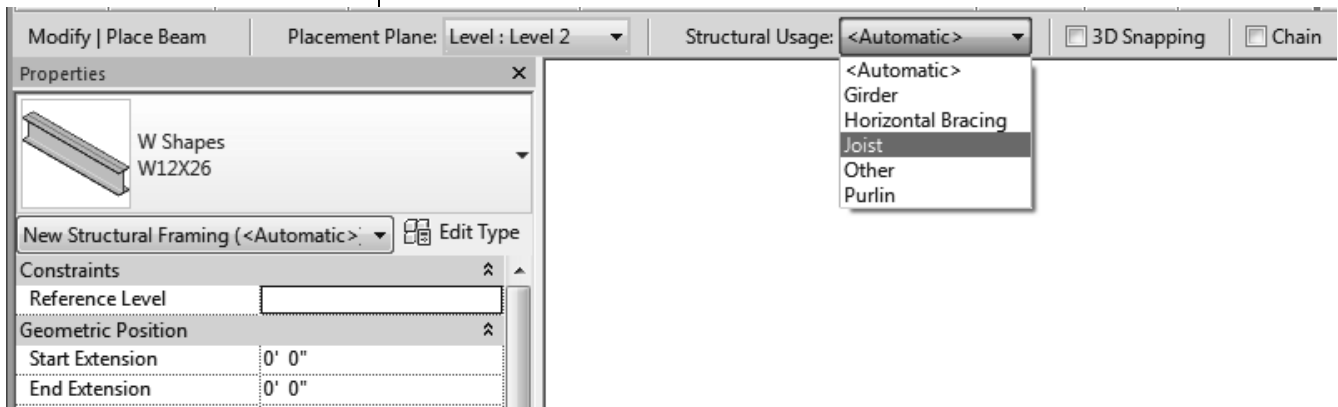 Modify | Place Beam Placement Plane: Level : Level 2 Structural Usage: <Automatic> 3D Snapping Chain
Properties
<Automatic>
Girder
Horizontal Bracing
Joist
Other
Purlin
W Shapes
W12X26
New Structural Framing (<Automatic>) Edit Type
Constraints
Reference Level
Geometric Position
Start Extension 0' 0"
End Extension 0' 0"